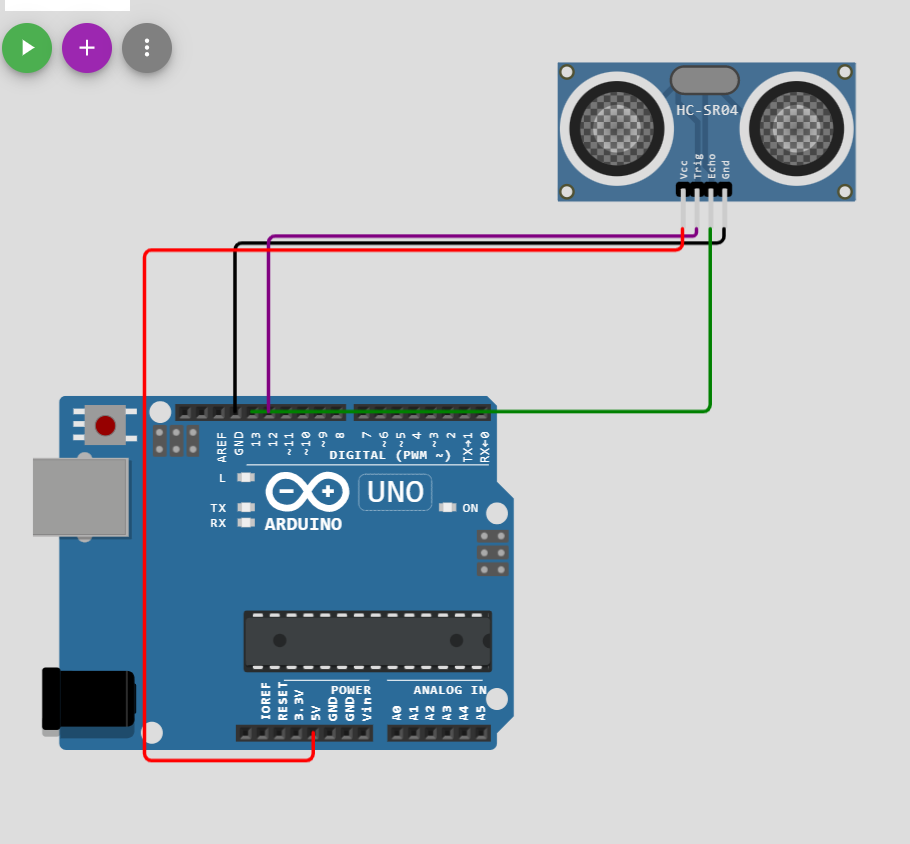 HC-SR04
Vcc
Trig
Echo
Gnd
AREF
GND
13
12
~11
~10
~9
8
7
~6
~5
4
~3
2
TX→1
RX←0
DIGITAL (PWM ~)
L
TX
RX
UNO
ON
ARDUINO
POWER
ANALOG IN
IOREF
RESET
3.3V
5V
GND
GND
Vin
A0
A1
A2
A3
A4
A5